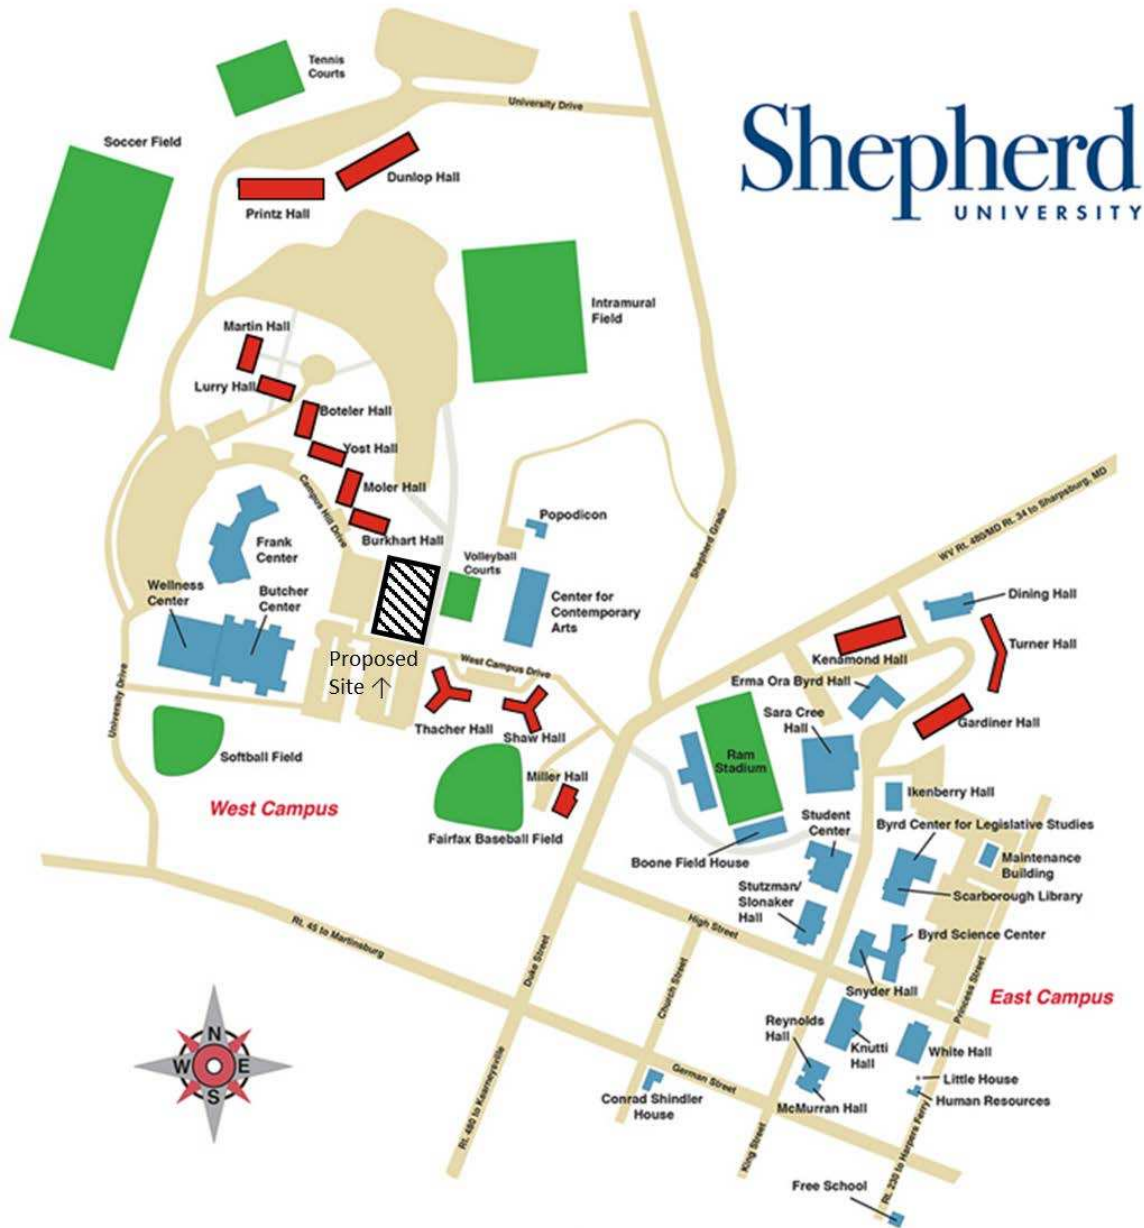 Tennis
Courts
University Drive
Shepherd
UNIVERSITY
Soccer Field
Dunlop Hall
Printz Hall
Intramural
Field
Martin Hall
Lurry Hall
Boteler Hall
Yost Hall
Moler Hall
Campus Hill Drive
Burkhart Hall
Popodicon
Shepherd Grade
WV Rt. 480/MD Rt. 34 to Sharpsburg, MD
Frank
Center
Volleyball
Courts
Wellness
Center
Butcher
Center
Center for
Contemporary
Arts
Dining Hall
Turner Hall
Kenamond Hall
Proposed
Site ↑
West Campus Drive
Erma Ora Byrd Hall
University Drive
Thacher Hall
Shaw Hall
Sara Cree
Hall
Gardiner Hall
Softball Field
Ram
Stadium
Miller Hall
Ikenberry Hall
West Campus
Fairfax Baseball Field
Student
Center
Byrd Center for Legislative Studies
Boone Field House
Maintenance
Building
Stutzman/
Slonaker
Hall
Scarborough Library
Rt. 45 to Martinsburg
High Street
Byrd Science Center
Duke Street
Church Street
Snyder Hall
Princess Street
East Campus
N
W
E
S
Reynolds
Hall
Knutti
Hall
White Hall
German Street
Little House
Human Resources
Conrad Shindler
House
McMurran Hall
Rt. 480 to Kearneysville
King Street
Rt. 230 to Harpers Ferry
Free School